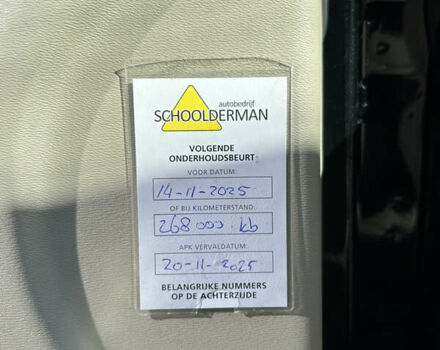 autobedrijf
SCHOOLDERMAN
VOLGENDE
ONDERHOUDSBEURT:
VOOR DATUM:
14-11-2025
OF BIJ KILOMETERSTAND:
268000 kb
APK VERVALDATUM:
20-11-2025
BELANGRIJKE NUMMERS
OP DE ACHTERZIJDE